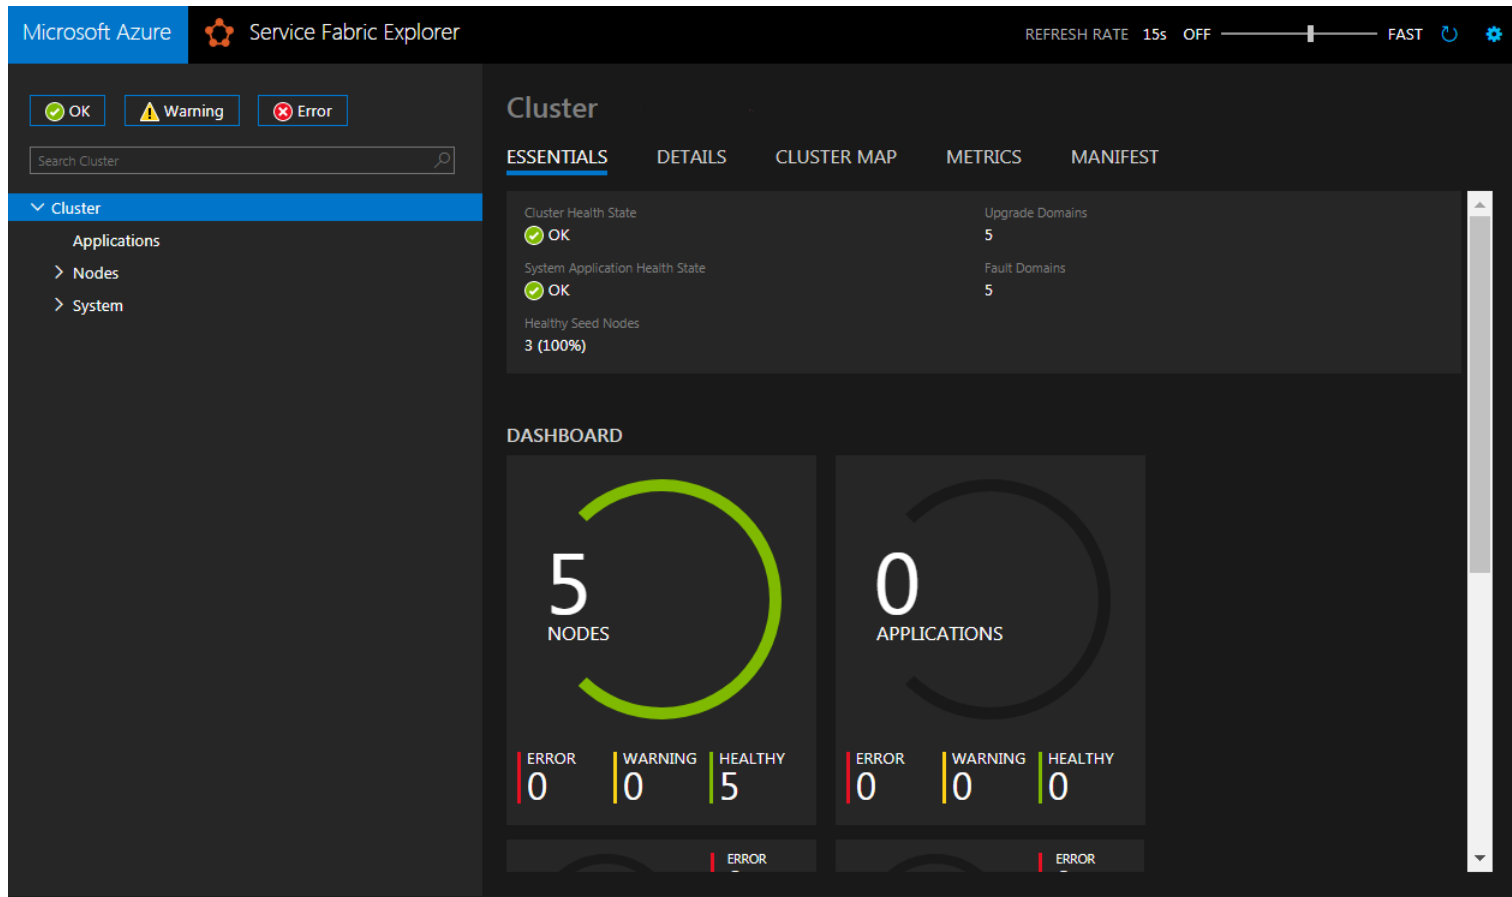 Microsoft Azure
Service Fabric Explorer
REFRESH RATE 15s OFF FAST
OK
Warning
Error
Search Cluster
Cluster
Applications
Nodes
System
Cluster
ESSENTIALS DETAILS CLUSTER MAP METRICS MANIFEST
Cluster Health State
OK
Upgrade Domains
5
System Application Health State
OK
Fault Domains
5
Healthy Seed Nodes
3 (100%)
DASHBOARD
5
NODES
ERROR WARNING HEALTHY
0 0 5
0
APPLICATIONS
ERROR WARNING HEALTHY
0 0 0
ERROR
ERROR